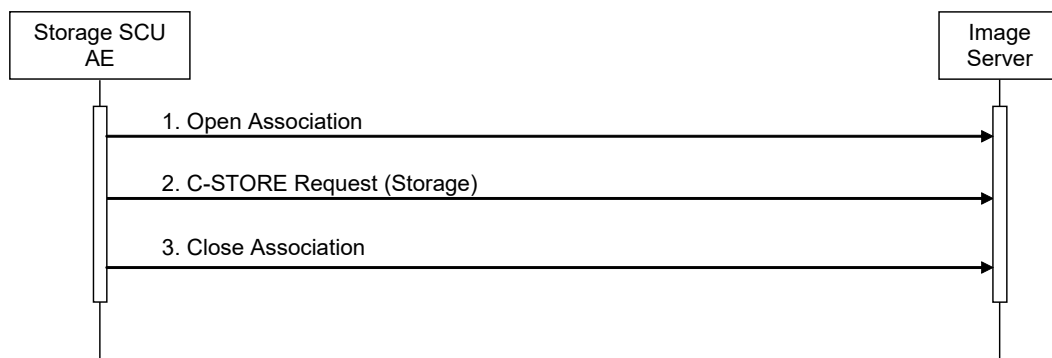 Storage SCU
AE
Image
Server
1. Open Association
2. C-STORE Request (Storage)
3. Close Association